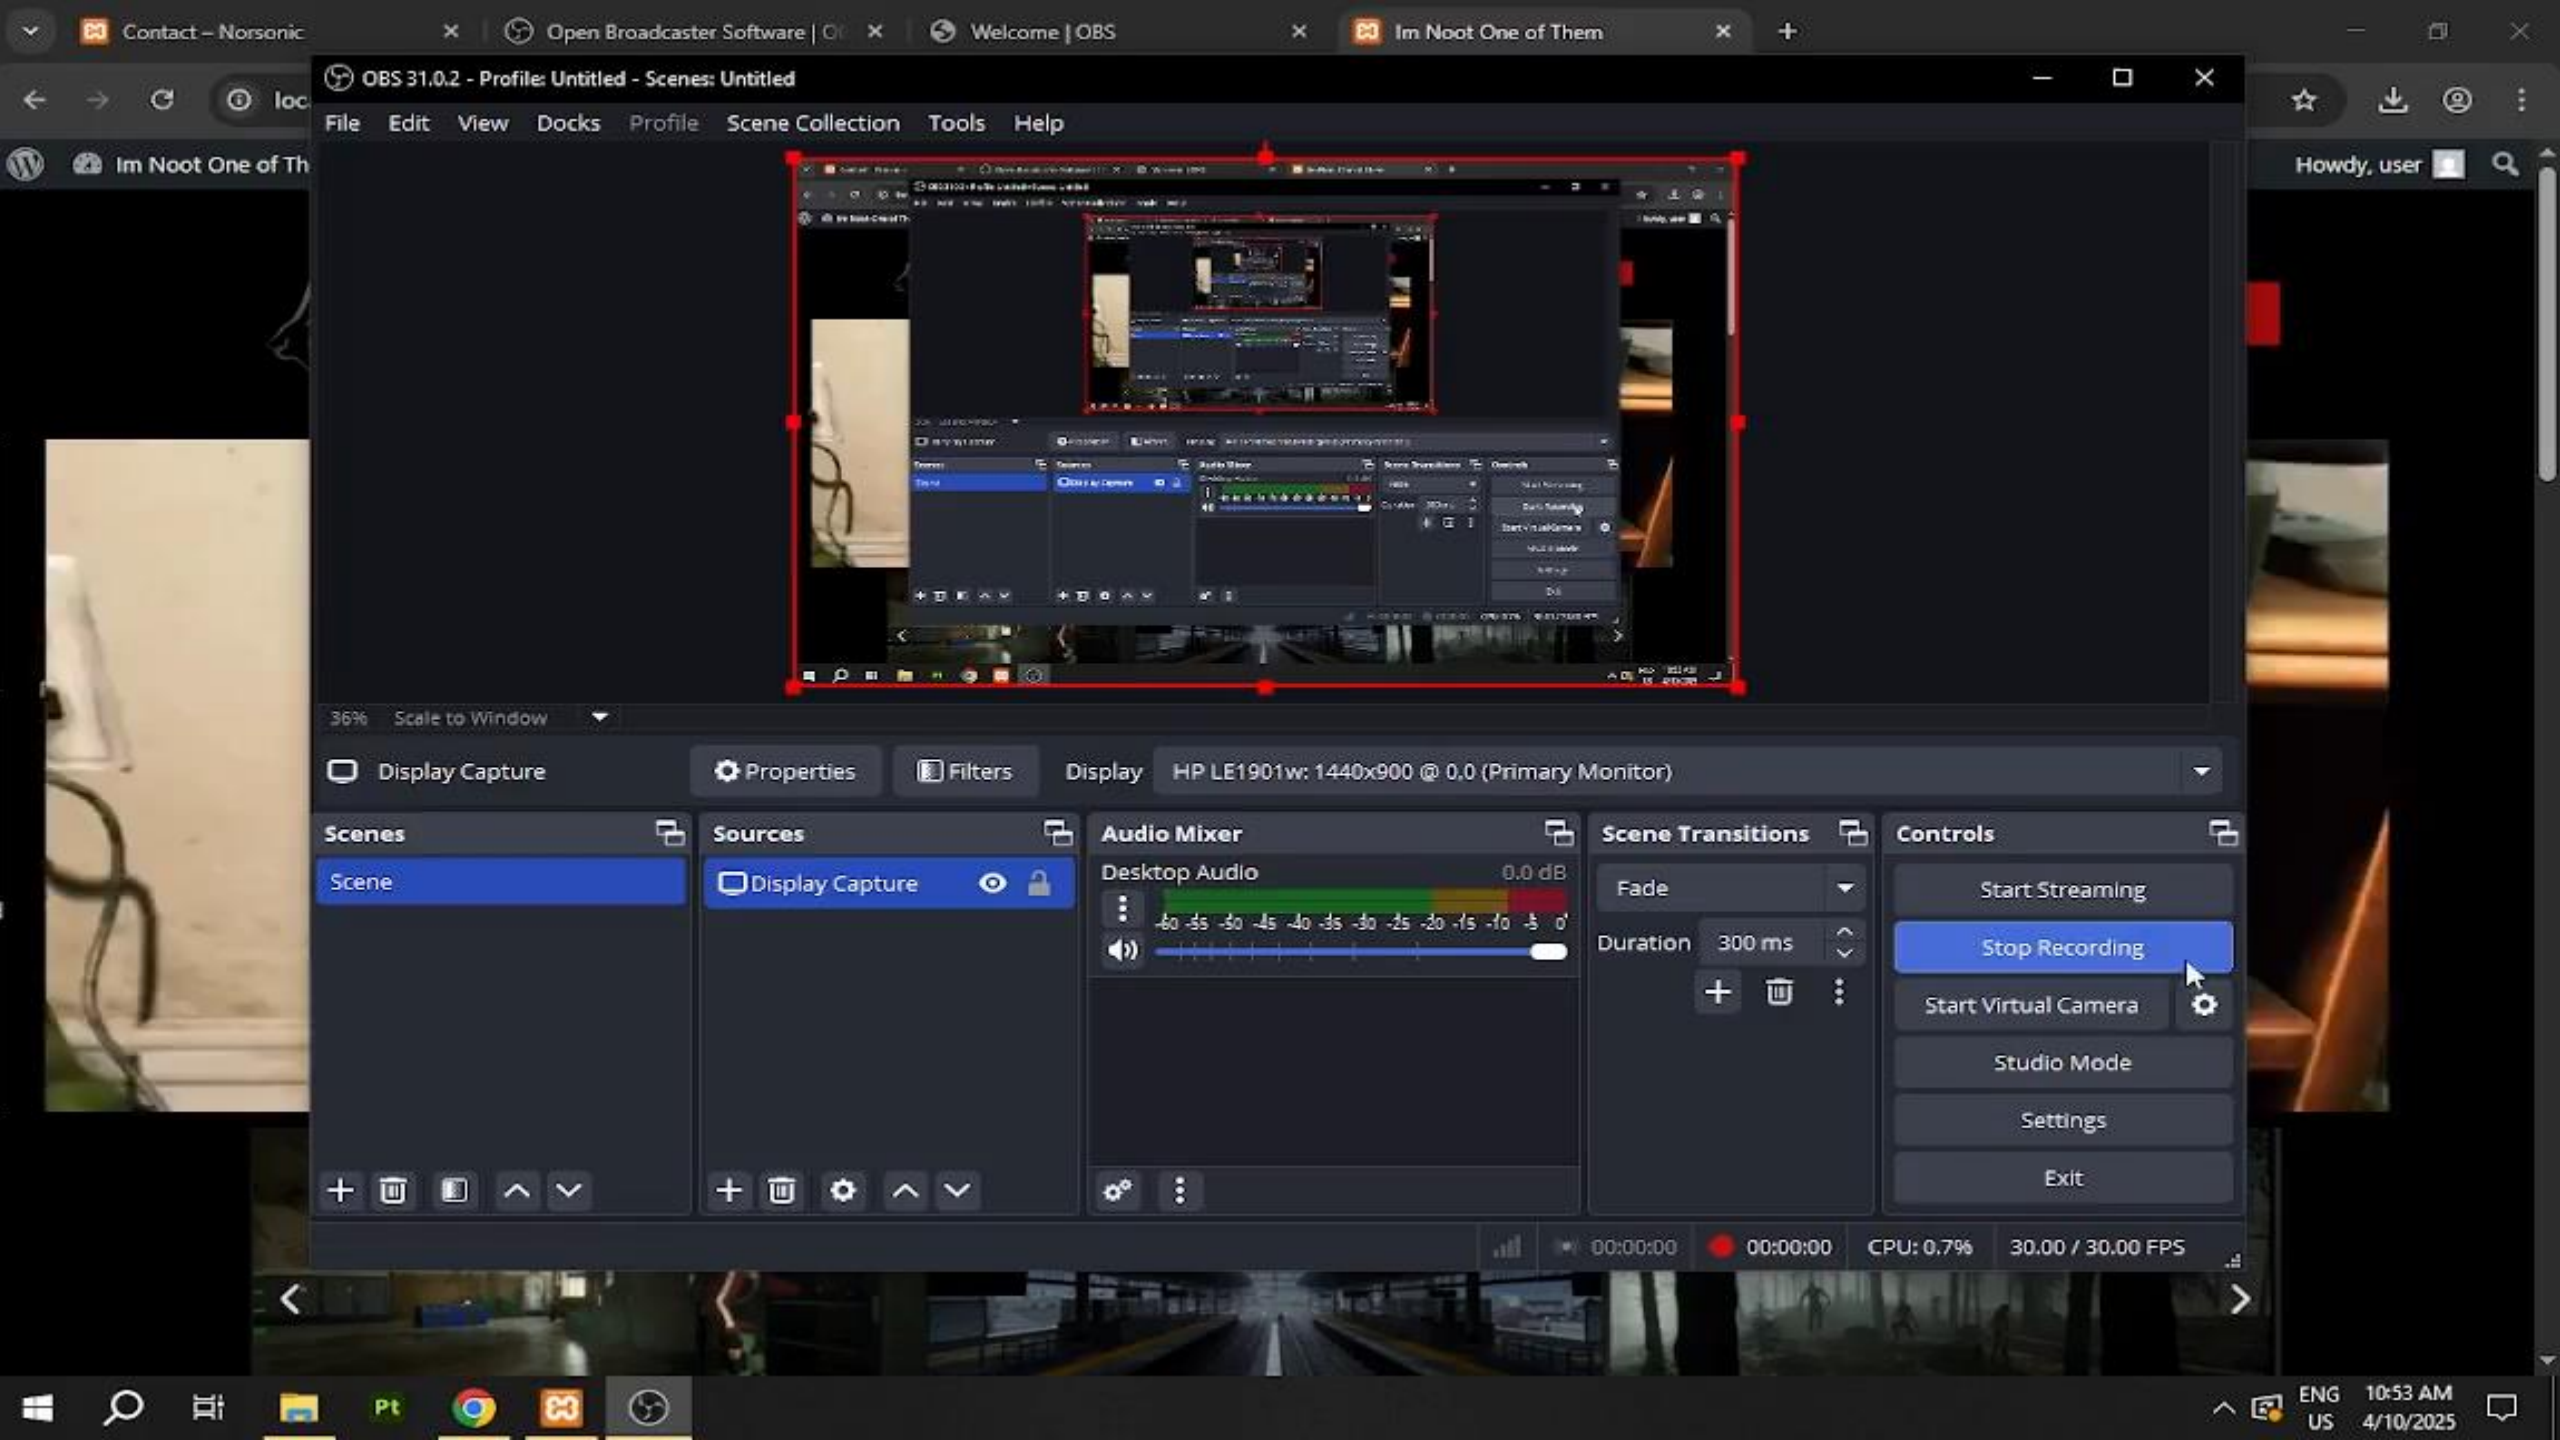 Contact – Norsonic
Open Broadcaster Software | O
Welcome | OBS
Im Noot One of Them
OBS 31.0.2 - Profile: Untitled - Scenes: Untitled
loc
File Edit View Docks Profile Scene Collection Tools Help
Im Noot One of Th
Howdy, user
36% Scale to Window
Display Capture
Properties
Filters
Display
HP LE1901w: 1440x900 @ 0,0 (Primary Monitor)
Scenes
Scene
Sources
Display Capture
Audio Mixer
Desktop Audio 0.0 dB
-60 -55 -50 -45 -40 -35 -30 -25 -20 -15 -10 -5 0
Scene Transitions
Fade
Duration 300 ms
Controls
Start Streaming
Stop Recording
Start Virtual Camera
Studio Mode
Settings
Exit
00:00:00
00:00:00
CPU: 0.7%
30.00 / 30.00 FPS
Pt
ENG
US
10:53 AM
4/10/2025